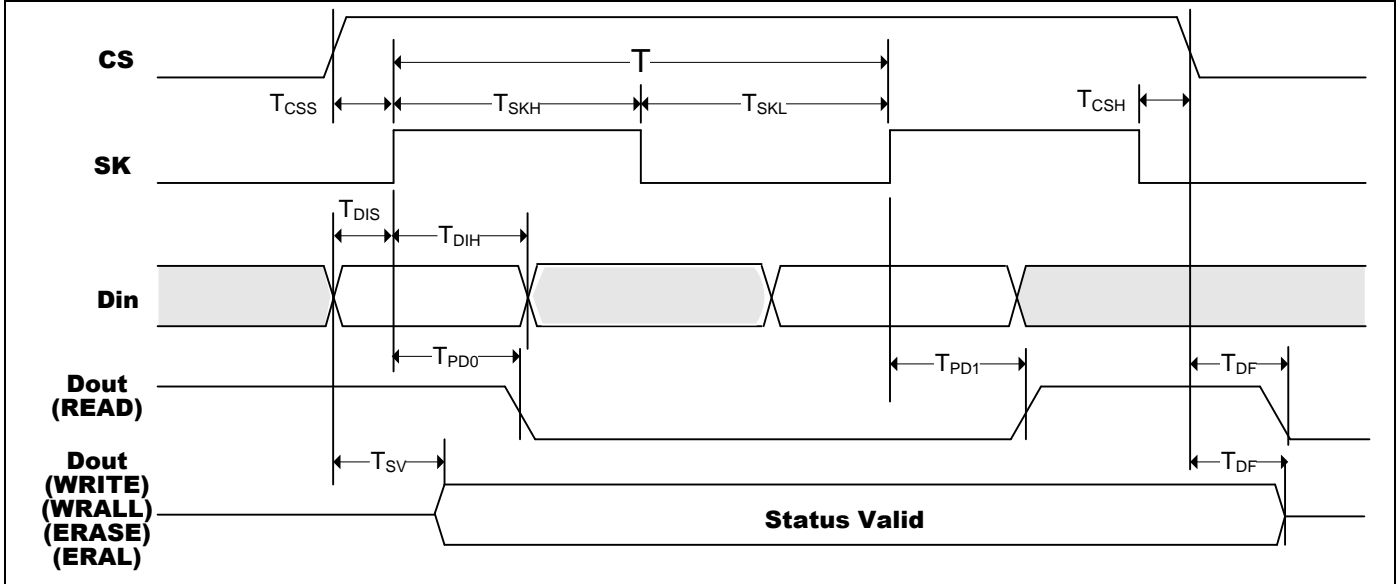 CS
T
TCSS
TSKH
TSKL
TCSH
SK
TDIS
TDIH
Din
TPD0
TPD1
TDF
Dout
(READ)
TSV
TDF
Dout
(WRITE)
(WRALL)
(ERASE)
(ERAL)
Status Valid